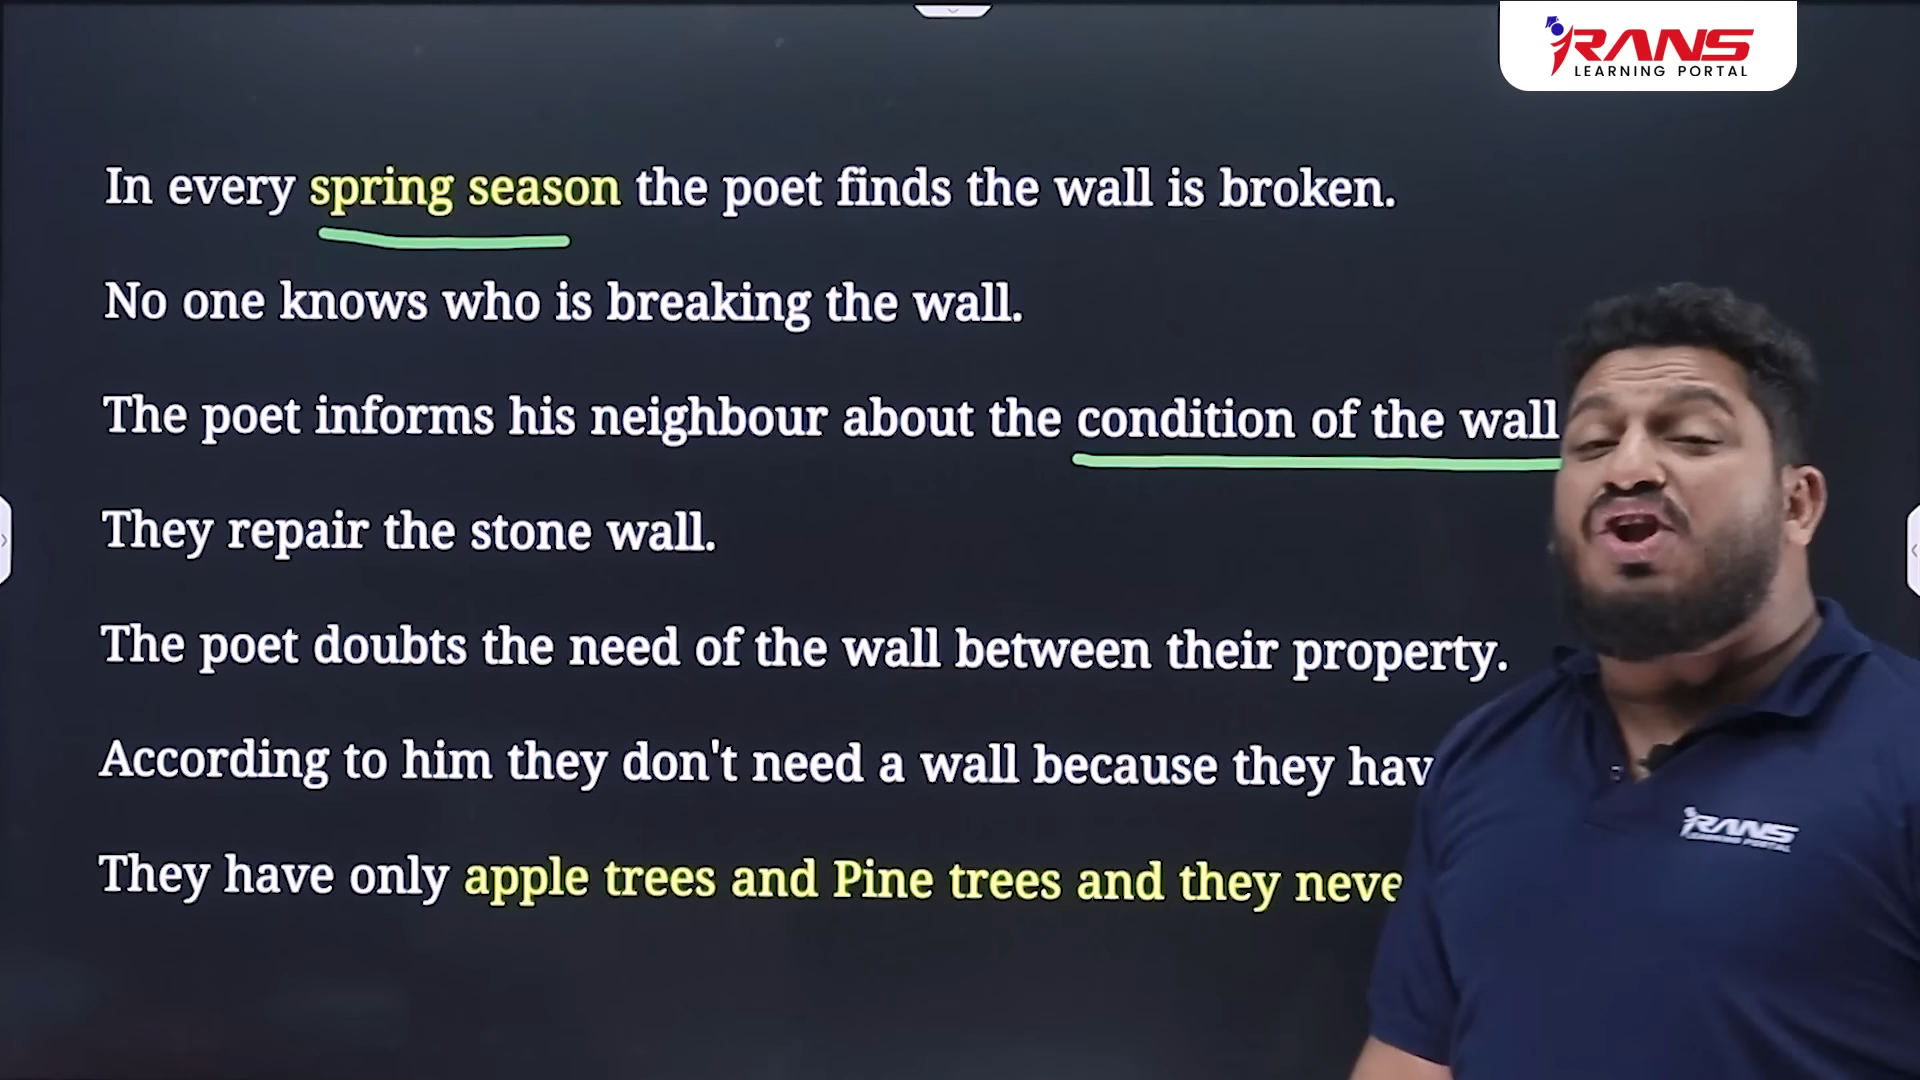 RANS
LEARNING PORTAL
In every spring season the poet finds the wall is broken.
No one knows who is breaking the wall.
The poet informs his neighbour about the condition of the wall
They repair the stone wall.
The poet doubts the need of the wall between their property.
According to him they don't need a wall because they hav
They have only apple trees and Pine trees and they neve
RANS
LEARNING PORTAL